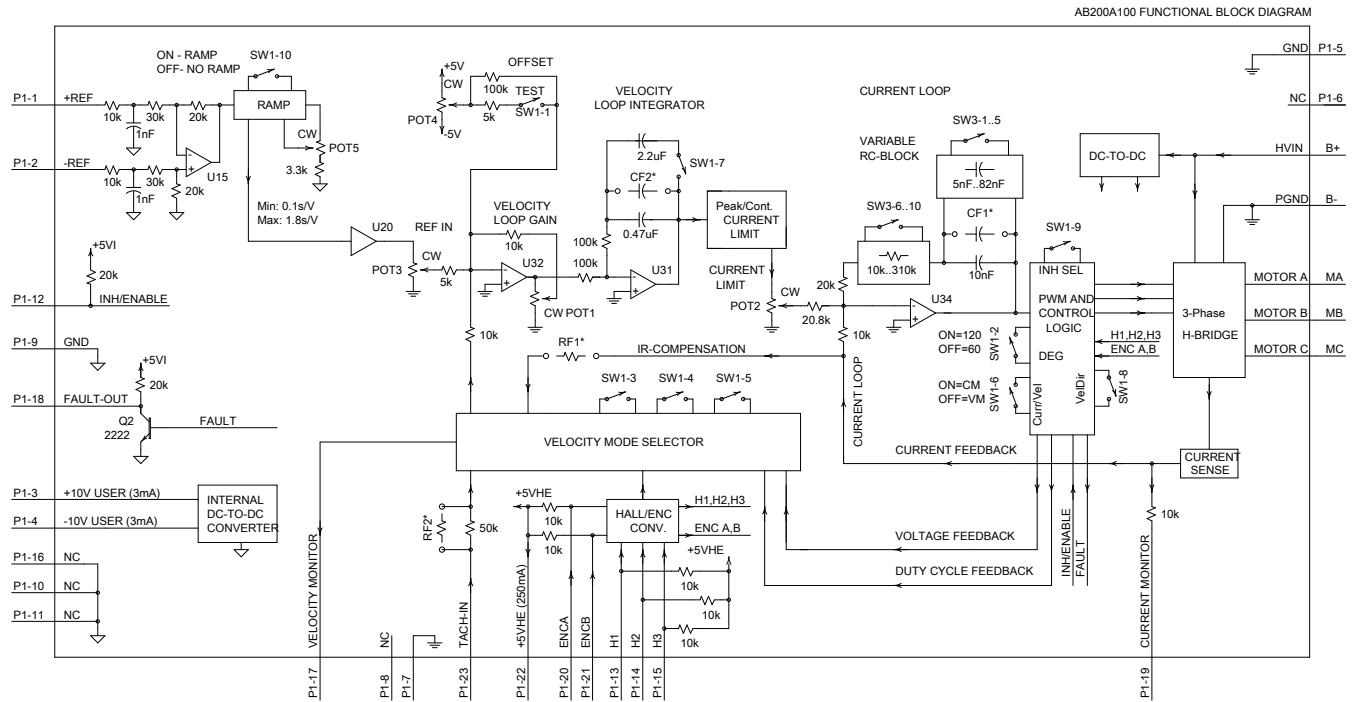 AB200A100 FUNCTIONAL BLOCK DIAGRAM
GND P1-5
NC P1-6
HVIN B+
PGND B-
MOTOR A MA
MOTOR B MB
MOTOR C MC
P1-1 +REF
P1-2 -REF
10k
30k
20k
1nF
10k
30k
20k
1nF
U15
ON - RAMP
OFF- NO RAMP
SW1-10
RAMP
CW
POT5
3.3k
Min: 0.1s/V
Max: 1.8s/V
U20
REF IN
CW
POT3
5k
+5V
CW
POT4
-5V
OFFSET
100k
TEST
5k
SW1-1
VELOCITY
LOOP GAIN
10k
U32
CW POT1
10k
VELOCITY
LOOP INTEGRATOR
2.2uF
SW1-7
CF2*
0.47uF
100k
100k
U31
Peak/Cont.
CURRENT
LIMIT
CURRENT
LIMIT
CW
POT2
20.8k
CURRENT LOOP
VARIABLE
RC-BLOCK
SW3-1..5
5nF..82nF
SW3-6..10
10k..310k
CF1*
10nF
20k
10k
U34
DC-TO-DC
SW1-9
INH SEL
PWM AND
CONTROL
LOGIC
DEG
ON=120
OFF=60
SW1-2
ON=CM
OFF=VM
SW1-6
Curr/Vel
VelDir
SW1-8
H1,H2,H3
ENC A,B
3-Phase
H-BRIDGE
CURRENT
SENSE
+5VI
20k
P1-12 INH/ENABLE
P1-9 GND
+5VI
20k
P1-18 FAULT-OUT
Q2
2222
FAULT
P1-3 +10V USER (3mA)
P1-4 -10V USER (3mA)
INTERNAL
DC-TO-DC
CONVERTER
P1-16 NC
P1-10 NC
P1-11 NC
RF1*
IR-COMPENSATION
CURRENT LOOP
SW1-3
SW1-4
SW1-5
VELOCITY MODE SELECTOR
CURRENT FEEDBACK
VOLTAGE FEEDBACK
DUTY CYCLE FEEDBACK
INH/ENABLE
FAULT
10k
CURRENT MONITOR
P1-19
RF2*
50k
+5VHE
10k
10k
HALL/ENC
CONV.
H1,H2,H3
ENC A,B
+5VHE
10k
10k
10k
VELOCITY MONITOR
P1-17
NC
P1-8
P1-7
TACH-IN
P1-23
+5VHE (250mA)
P1-22
ENCA
P1-20
ENCB
P1-21
H1
P1-13
H2
P1-14
H3
P1-15